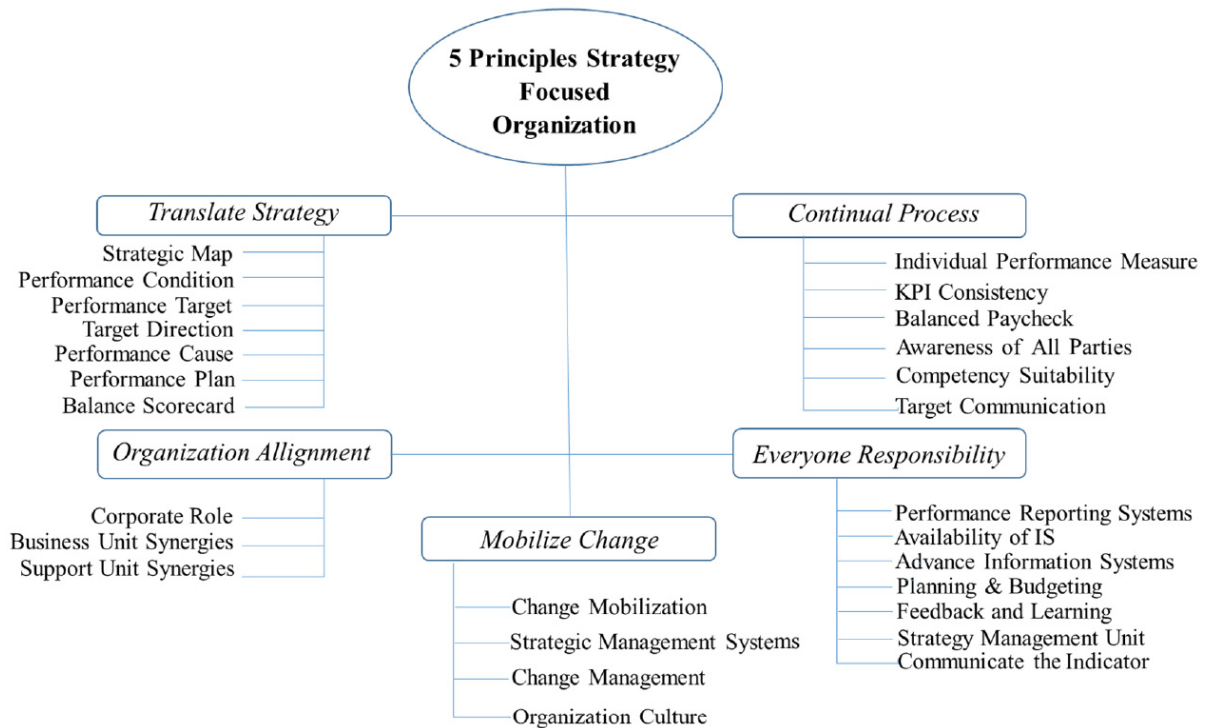 5 Principles Strategy
Focused
Organization
Translate Strategy
Strategic Map
Performance Condition
Performance Target
Target Direction
Performance Cause
Performance Plan
Balance Scorecard
Continual Process
Individual Performance Measure
KPI Consistency
Balanced Paycheck
Awareness of All Parties
Competency Suitability
Target Communication
Organization Allignment
Corporate Role
Business Unit Synergies
Support Unit Synergies
Mobilize Change
Change Mobilization
Strategic Management Systems
Change Management
Organization Culture
Everyone Responsibility
Performance Reporting Systems
Availability of IS
Advance Information Systems
Planning & Budgeting
Feedback and Learning
Strategy Management Unit
Communicate the Indicator